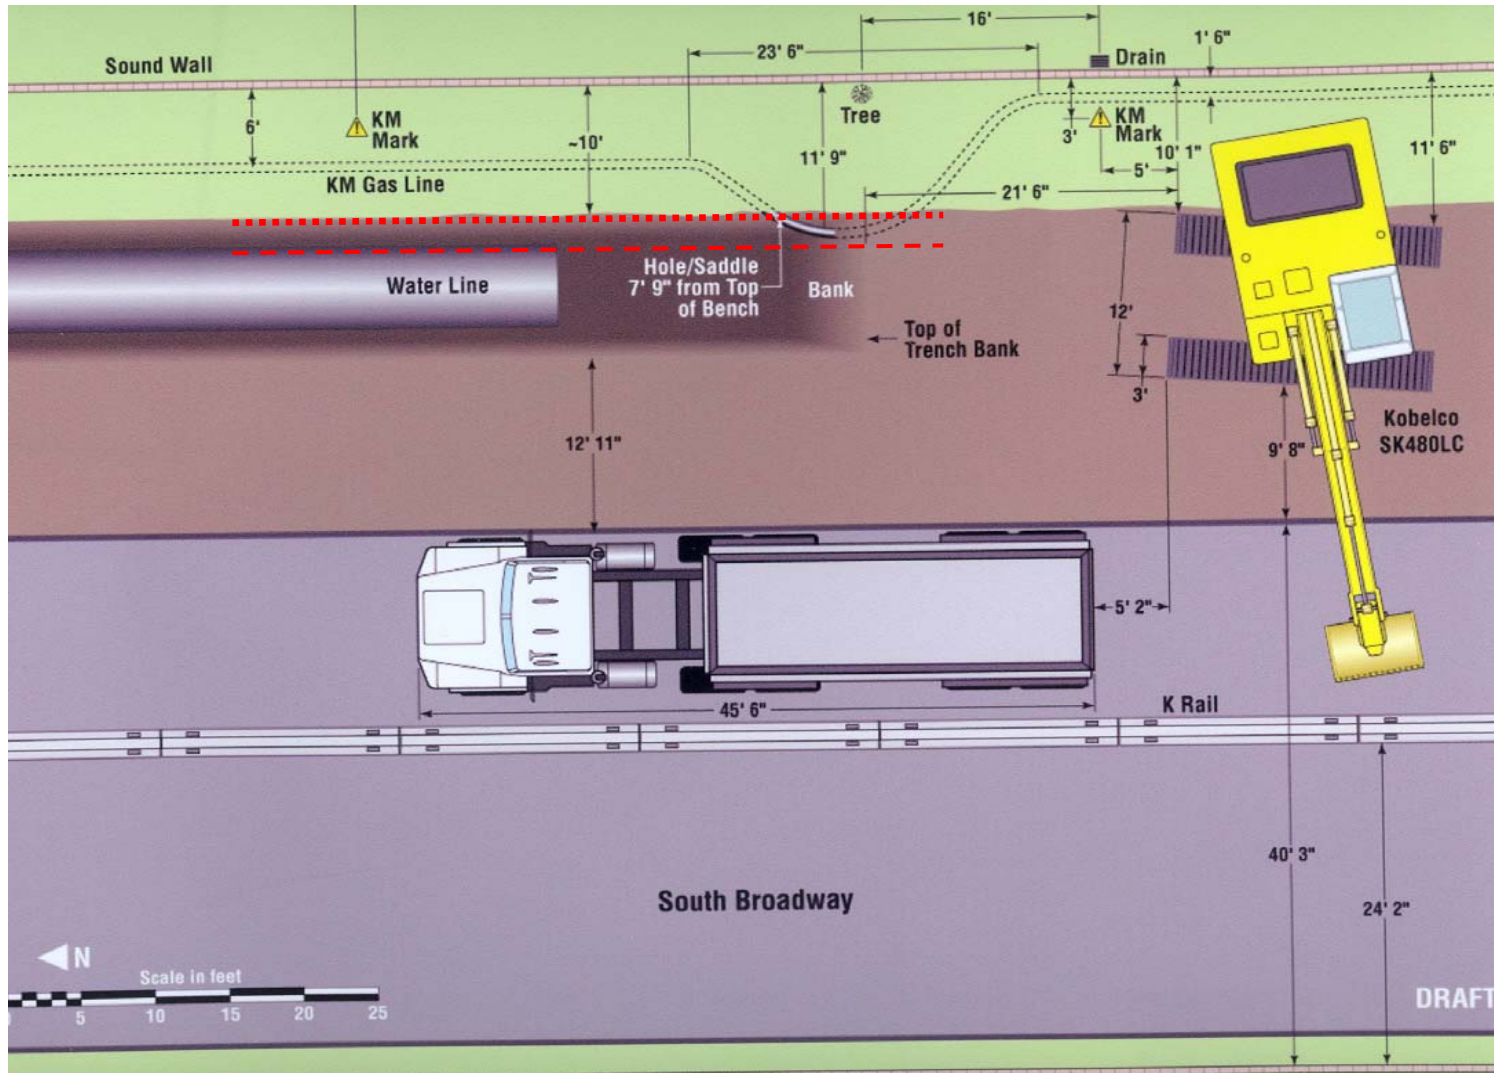 16'
23' 6"
1' 6"
Sound Wall
Drain
6'
KM
Mark
~10'
Tree
11' 9"
3'
KM
Mark
10' 1"
11' 6"
5'
KM Gas Line
21' 6"
Hole/Saddle
7' 9" from Top
of Bench
Bank
Water Line
12'
Top of
Trench Bank
3'
Kobelco
SK480LC
12' 11"
9' 8"
5' 2"
45' 6"
K Rail
40' 3"
South Broadway
24' 2"
N
Scale in feet
5 10 15 20 25
DRAFT